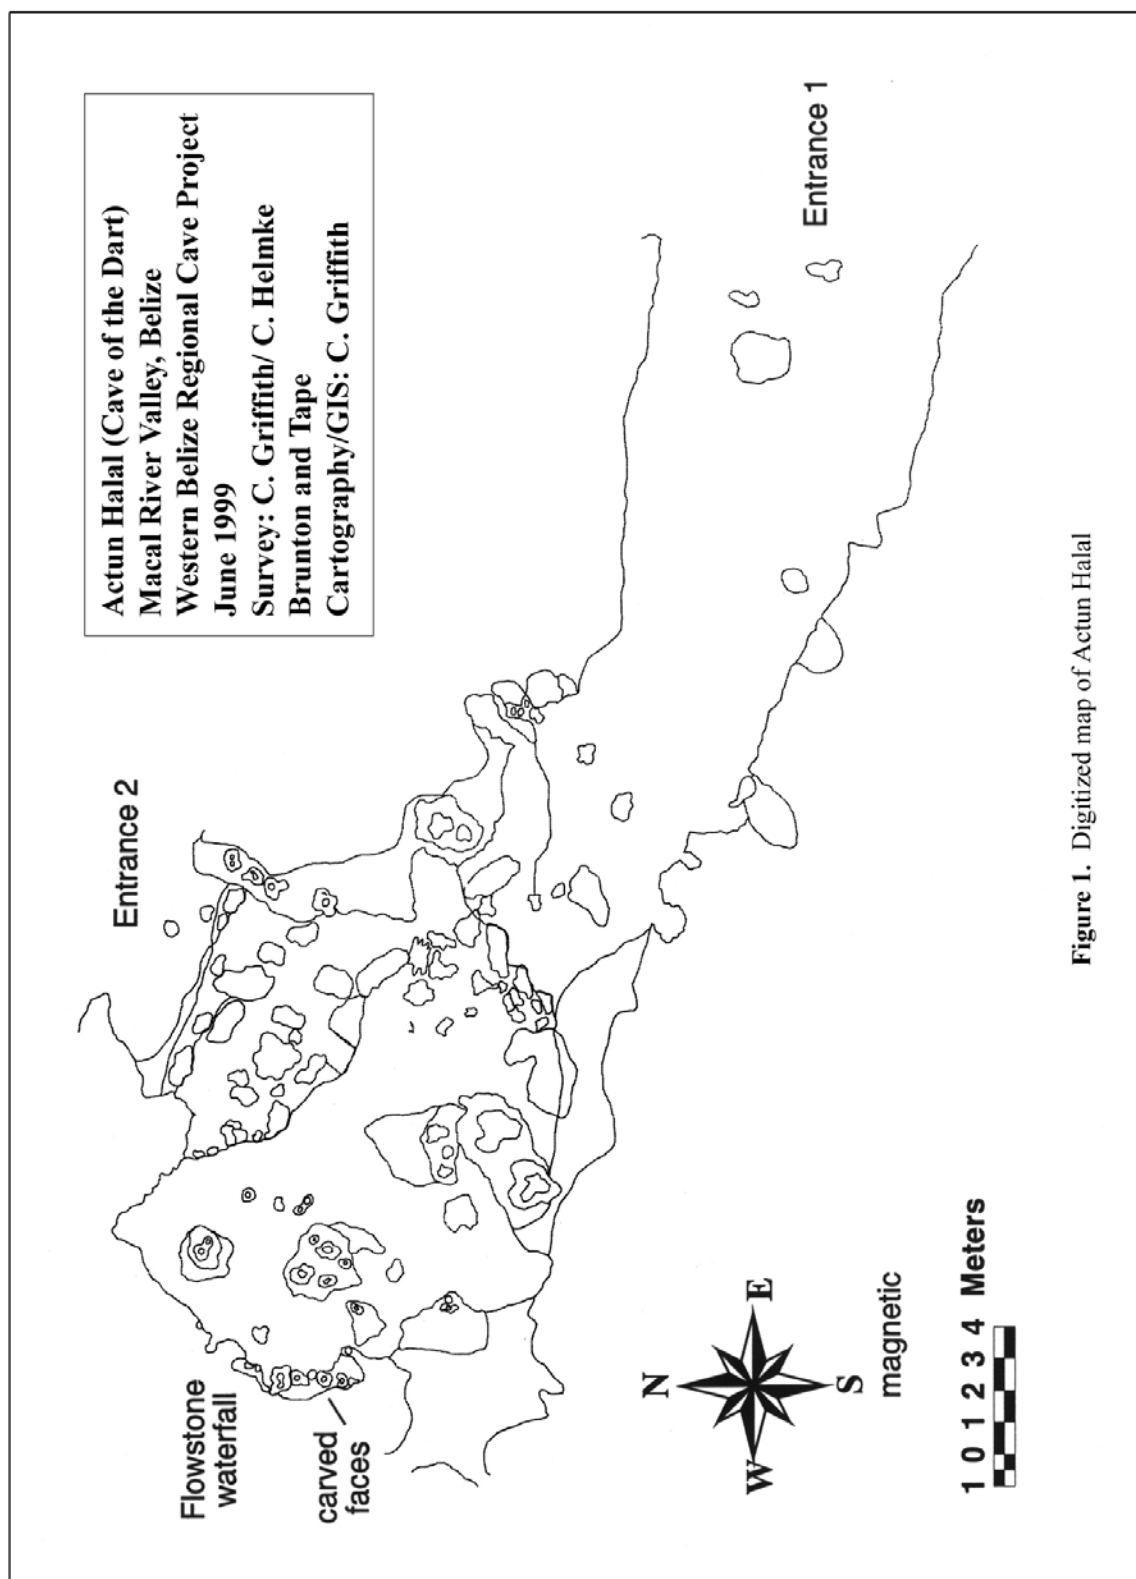 Actun Halal (Cave of the Dart)
Macal River Valley, Belize
Western Belize Regional Cave Project
June 1999
Survey: C. Griffith/ C. Helmke
Brunton and Tape
Cartography/GIS: C. Griffith
Entrance 2
Entrance 1
Flowstone
waterfall
carved
faces
N
W E
S
magnetic
1 0 1 2 3 4 Meters
Figure 1. Digitized map of Actun Halal